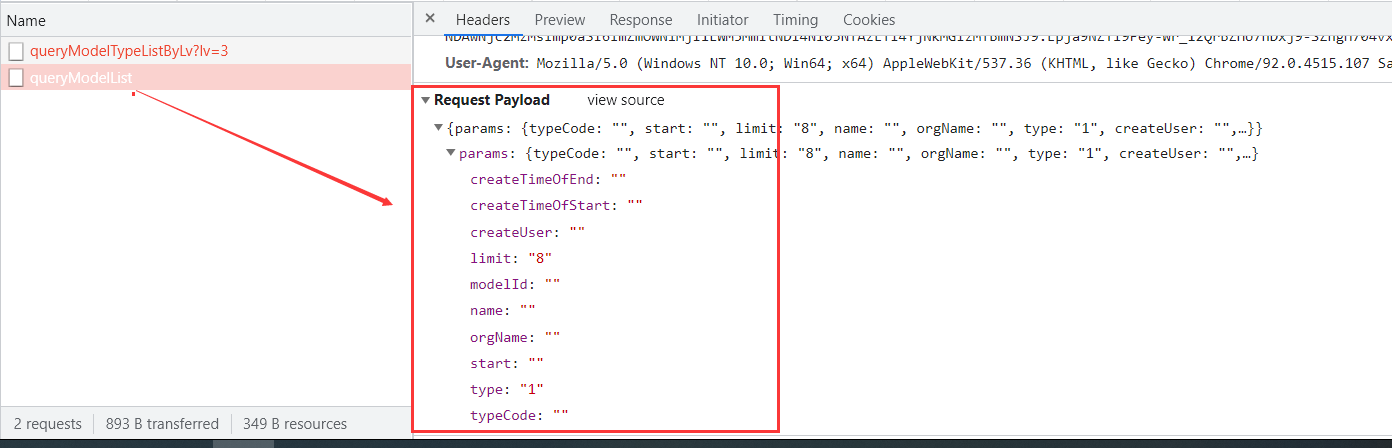 Name
× Headers Preview Response Initiator Timing Cookies
queryModelTypeListByLv?lv=3
User-Agent: Mozilla/5.0 (Windows NT 10.0; Win64; x64) AppleWebKit/537.36 (KHTML, like Gecko) Chrome/92.0.4515.107 Sa
queryModelList
Request Payload view source
{params: {typeCode: "", start: "", limit: "8", name: "", orgName: "", type: "1", createUser: "",…}}
params: {typeCode: "", start: "", limit: "8", name: "", orgName: "", type: "1", createUser: "",…}
createTimeOfEnd: ""
createTimeOfStart: ""
createUser: ""
limit: "8"
modelId: ""
name: ""
orgName: ""
start: ""
type: "1"
typeCode: ""
2 requests 893 B transferred 349 B resources